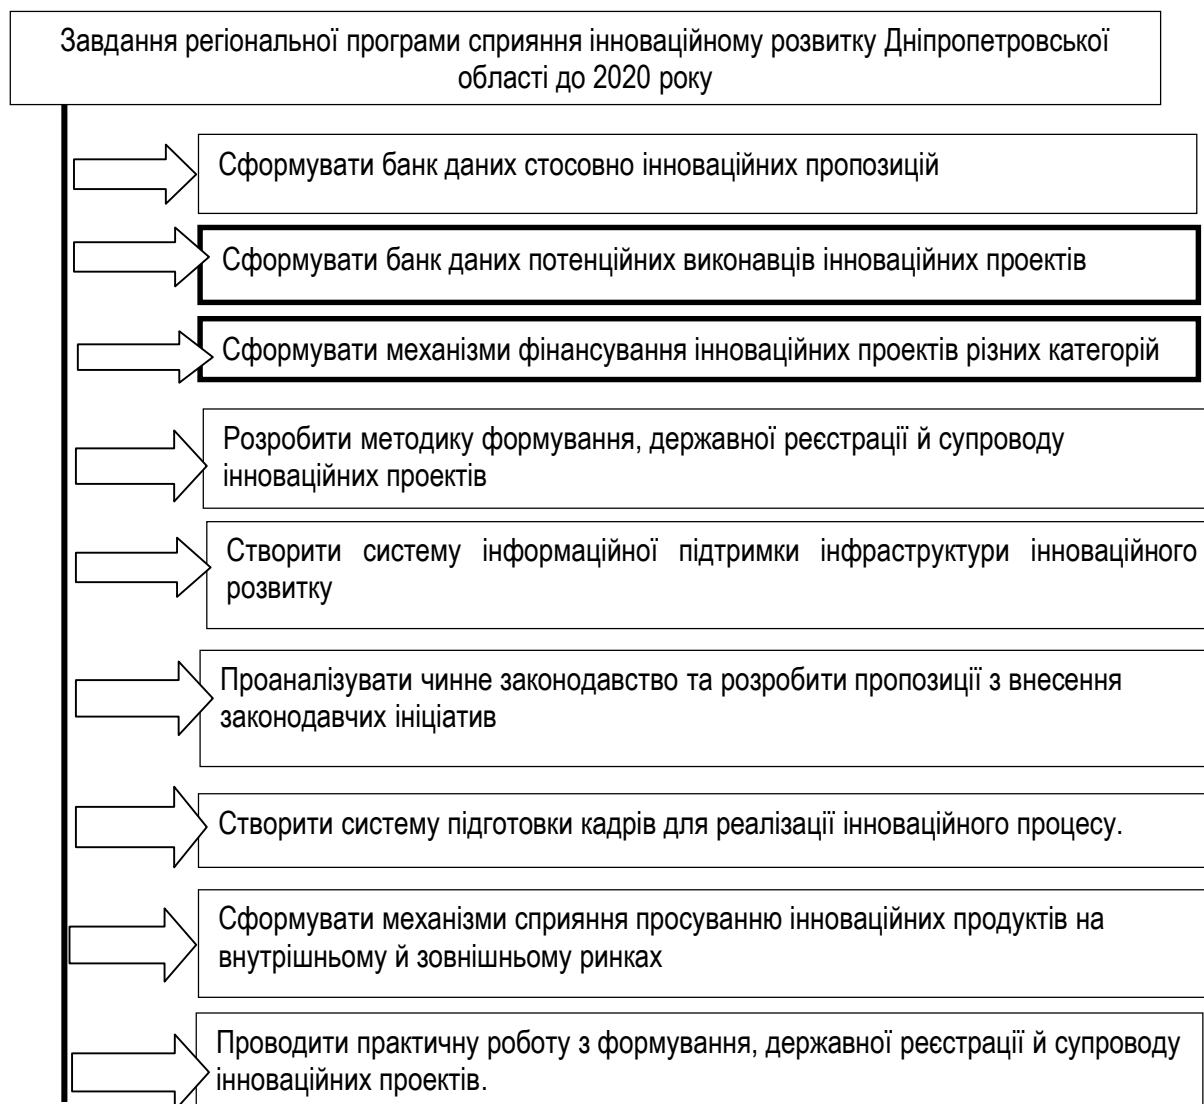 Завдання регіональної програми сприяння інноваційному розвитку Дніпропетровської
області до 2020 року
Сформувати банк даних стосовно інноваційних пропозицій
Сформувати банк даних потенційних виконавців інноваційних проектів
Сформувати механізми фінансування інноваційних проектів різних категорій
Розробити методику формування, державної реєстрації й супроводу
інноваційних проектів
Створити систему інформаційної підтримки інфраструктури інноваційного
розвитку
Проаналізувати чинне законодавство та розробити пропозиції з внесення
законодавчих ініціатив
Створити систему підготовки кадрів для реалізації інноваційного процесу.
Сформувати механізми сприяння просуванню інноваційних продуктів на
внутрішньому й зовнішньому ринках
Проводити практичну роботу з формування, державної реєстрації й супроводу
інноваційних проектів.